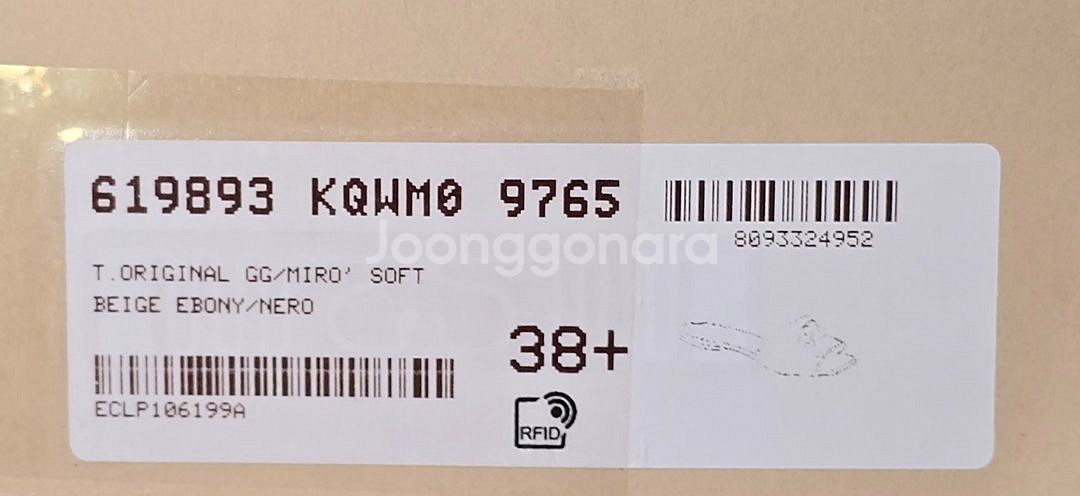 619893 KQWM0 9765
8093324952
Joonggonara
T.ORIGINAL GG/MIRO' SOFT
BEIGE EBONY/NERO
38+
ECLP106199A
RFID